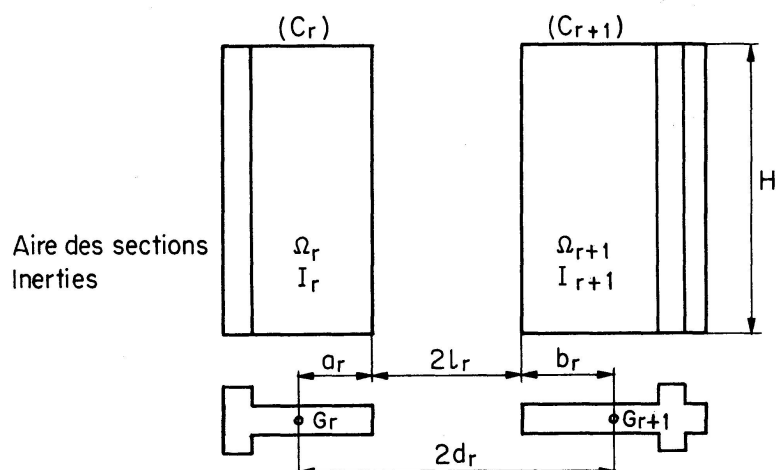 (Cr) (Cr+1)
H
Aire des sections Ωr Ωr+1
Inerties Ir Ir+1
ar 2lr br
Gr Gr+1
2dr